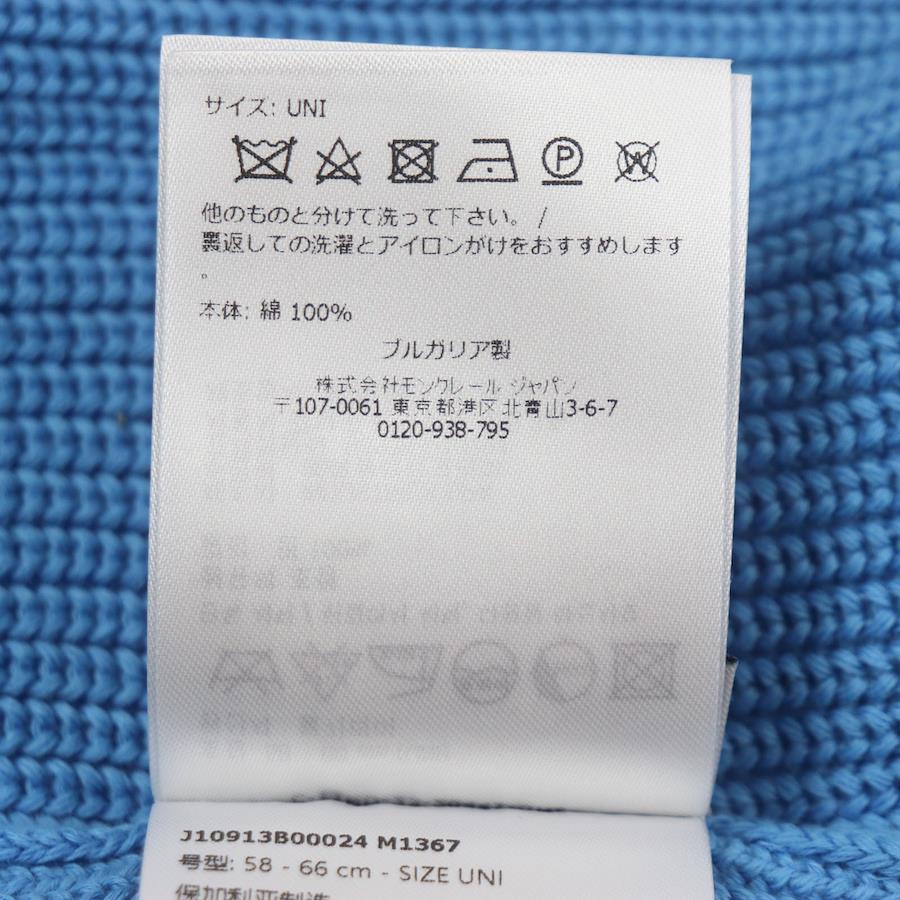 サイズ: UNI
他のものと分けて洗って下さい。 /
裏返しての洗濯とアイロンがけをおすすめします
。
本体: 綿 100%
ブルガリア製
株式会社モンクレール ジャパン
〒107-0061 東京都港区北青山3-6-7
0120-938-795
J10913B00024 M1367
号型: 58 - 66 cm - SIZE UNI
保加利亚制造